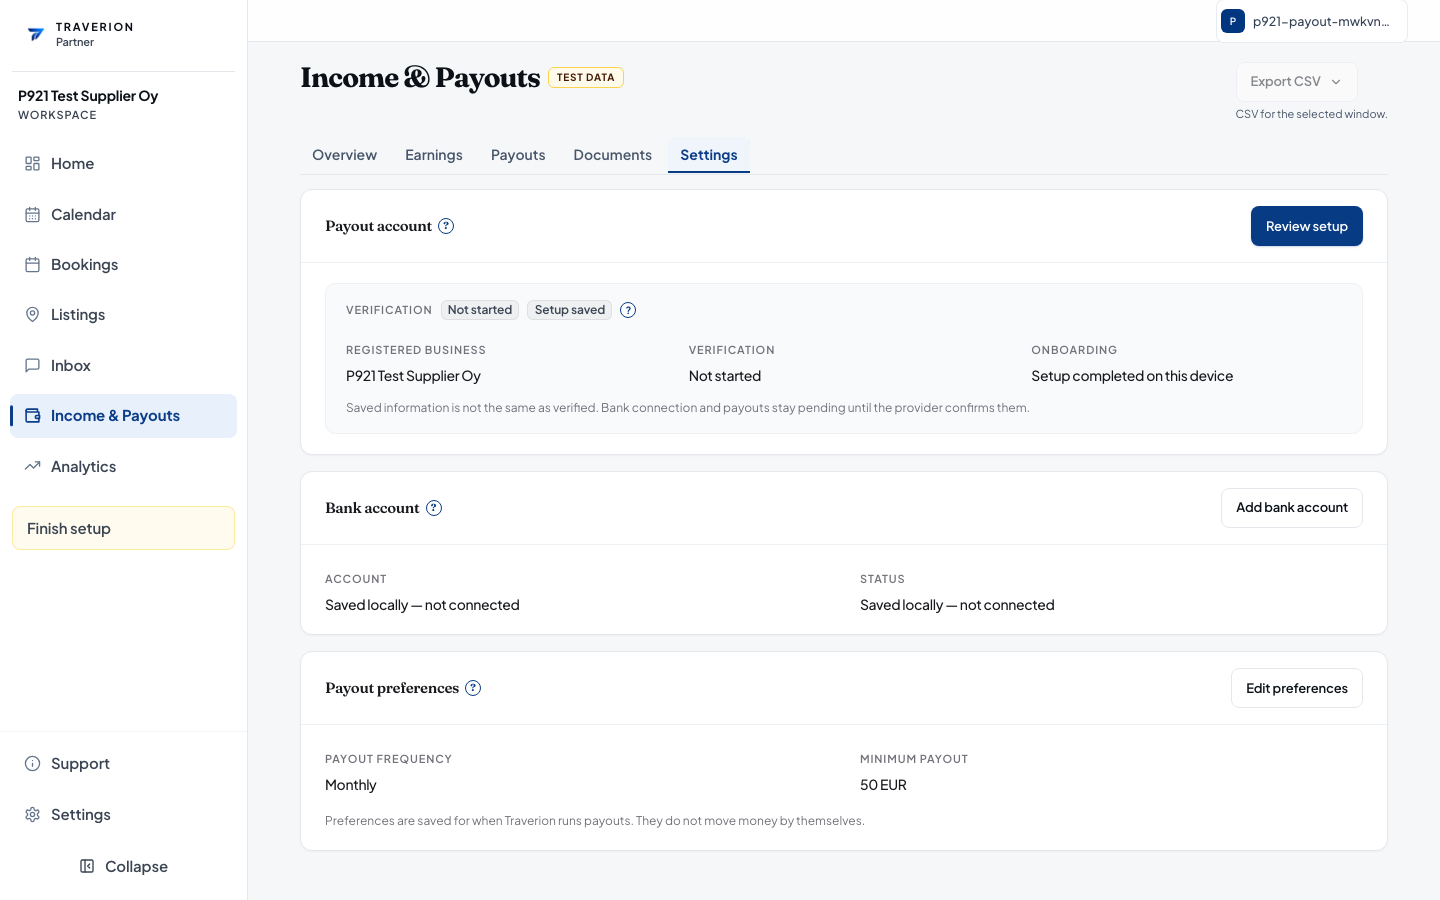 TRAVERION
Partner
P921 Test Supplier Oy
WORKSPACE
Home
Calendar
Bookings
Listings
Inbox
Income & Payouts
Analytics
Finish setup
Support
Settings
Collapse
P
p921-payout-mwkvn...
Income & Payouts
TEST DATA
Export CSV
CSV for the selected window.
Overview
Earnings
Payouts
Documents
Settings
Payout account
?
Review setup
VERIFICATION
Not started
Setup saved
?
REGISTERED BUSINESS
VERIFICATION
ONBOARDING
P921 Test Supplier Oy
Not started
Setup completed on this device
Saved information is not the same as verified. Bank connection and payouts stay pending until the provider confirms them.
Bank account
?
Add bank account
ACCOUNT
STATUS
Saved locally — not connected
Saved locally — not connected
Payout preferences
?
Edit preferences
PAYOUT FREQUENCY
MINIMUM PAYOUT
Monthly
50 EUR
Preferences are saved for when Traverion runs payouts. They do not move money by themselves.